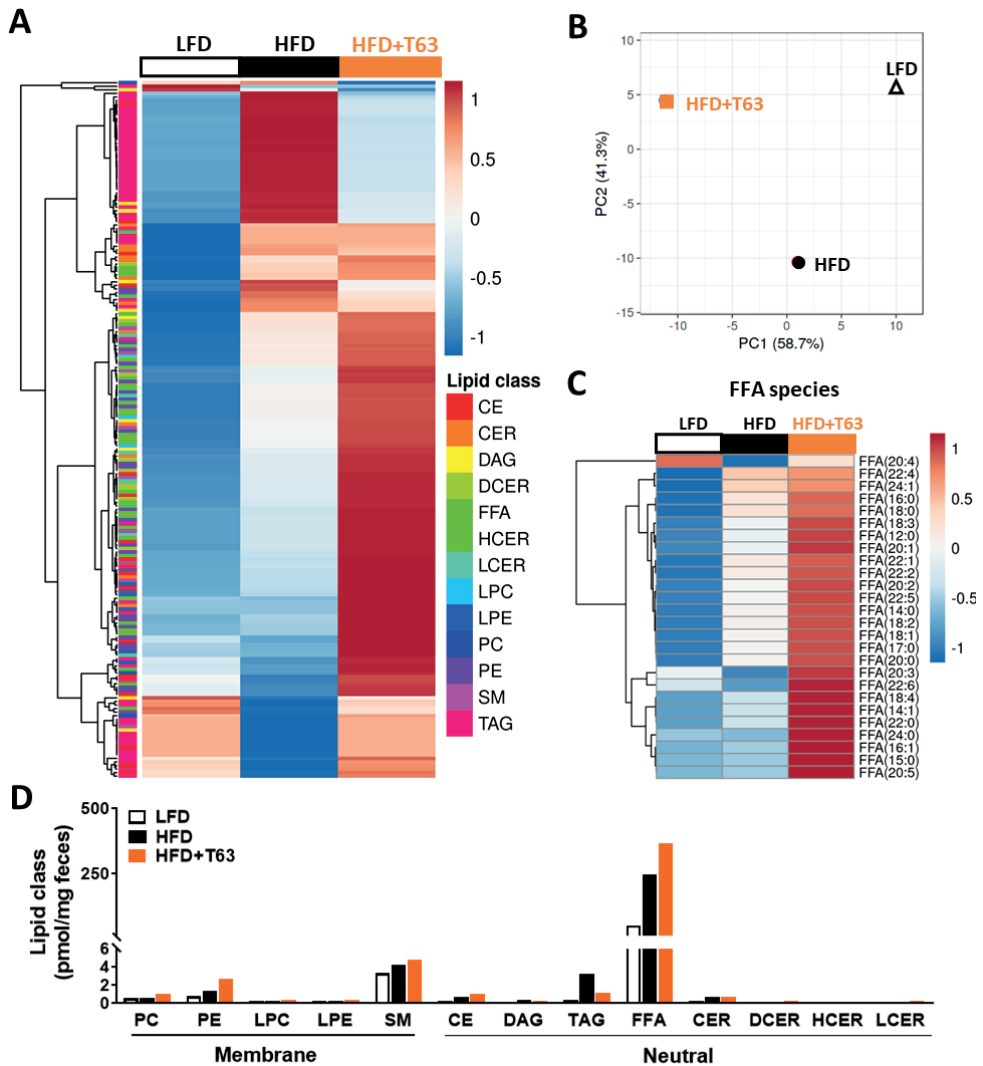 A
LFD HFD HFD+T63
1
0.5
0
-0.5
-1
Lipid class
CE
CER
DAG
DCER
FFA
HCER
LCER
LPC
LPE
PC
PE
SM
TAG
B
10
5
0
-5
-10
-15
PC2 (41.3%)
LFD
HFD+T63
HFD
-10 -5 0 5 10
PC1 (58.7%)
C
FFA species
LFD HFD HFD+T63
FFA(20:4)
FFA(22:4)
FFA(24:1)
FFA(16:0)
FFA(18:0)
FFA(18:3)
FFA(12:0)
FFA(20:1)
FFA(22:1)
FFA(22:2)
FFA(20:2)
FFA(22:5)
FFA(14:0)
FFA(18:2)
FFA(18:1)
FFA(17:0)
FFA(20:0)
FFA(20:3)
FFA(22:6)
FFA(18:4)
FFA(14:1)
FFA(22:0)
FFA(24:0)
FFA(16:1)
FFA(15:0)
FFA(20:5)
1
0.5
0
-0.5
-1
D
Lipid class
(pmol/mg feces)
500
250
6
4
2
0
LFD
HFD
HFD+T63
PC PE LPC LPE SM CE DAG TAG FFA CER DCER HCER LCER
Membrane Neutral